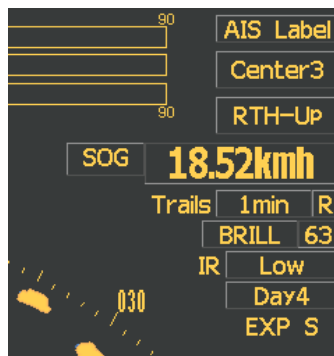 90
AIS Label
Center3
90
RTH-Up
SOG 18.52kmh
Trails 1min R
BRILL 63
IR Low
030 Day4
EXP S